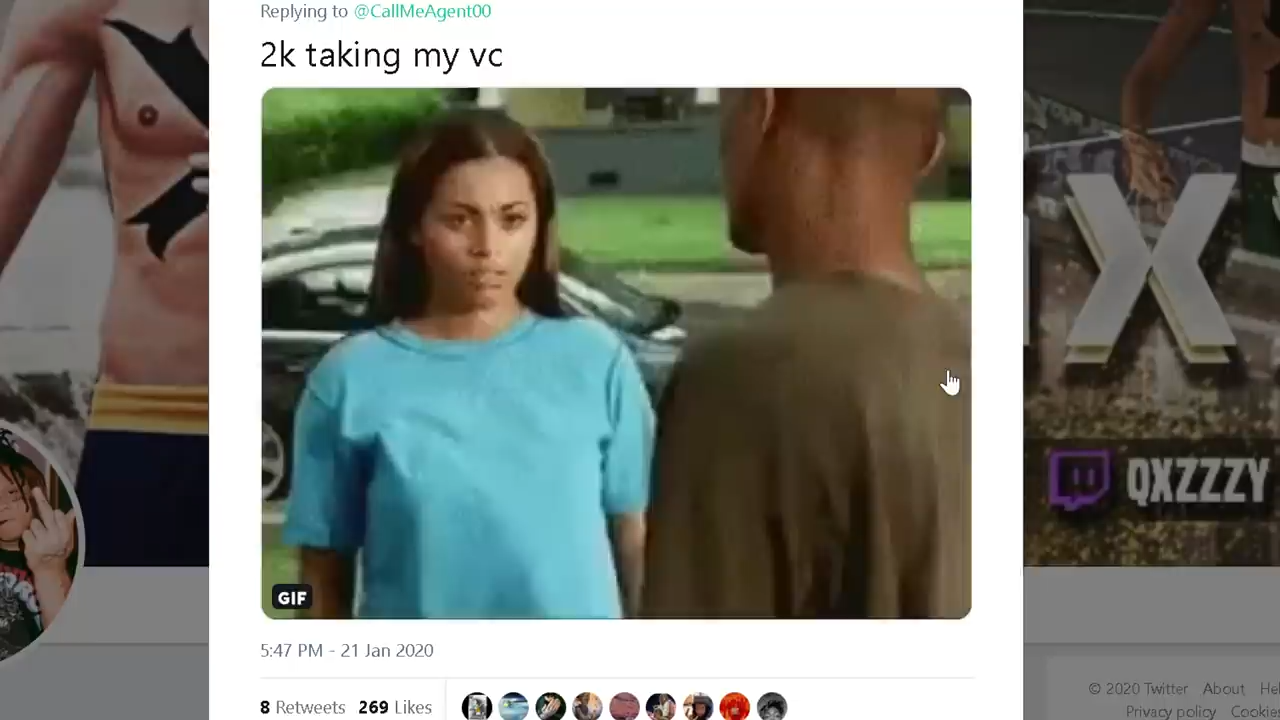 Replying to @CallMeAgent00
2k taking my vc
GIF
5:47 PM - 21 Jan 2020
8 Retweets 269 Likes
X
QXZZZY
© 2020 Twitter About
Privacy policy